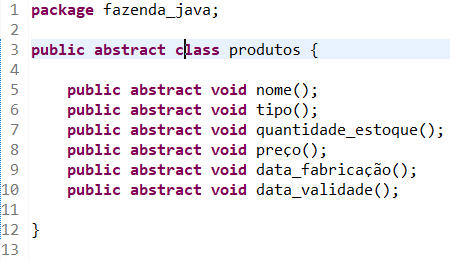 1 package fazenda_java;
2
3 public abstract class produtos {
4
5     public abstract void nome();
6     public abstract void tipo();
7     public abstract void quantidade_estoque();
8     public abstract void preço();
9     public abstract void data_fabricação();
10     public abstract void data_validade();
11
12 }
13